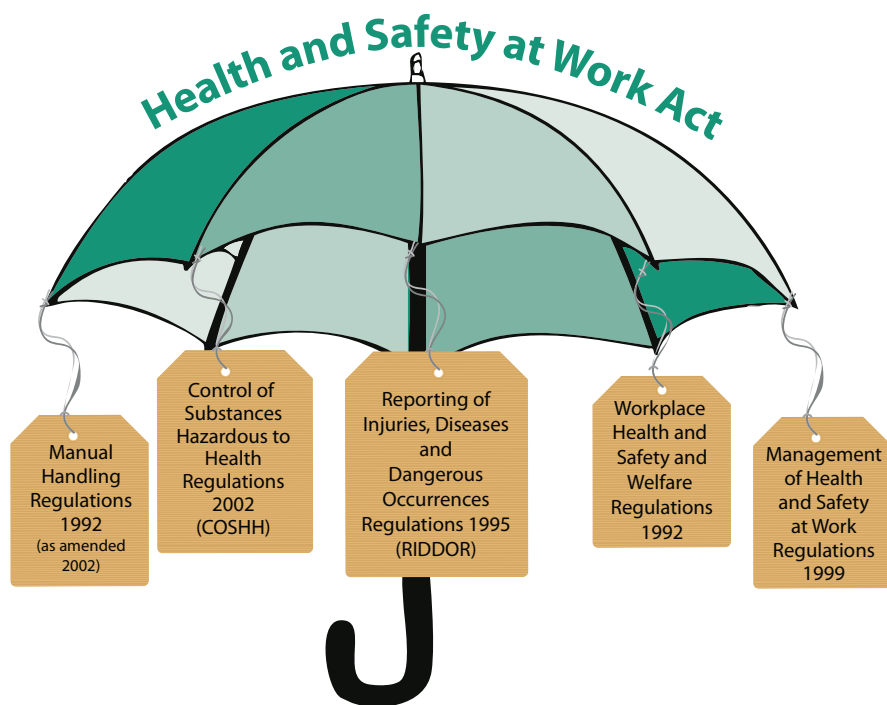 Health and Safety at Work Act
Manual
Handling
Regulations
1992
(as amended
2002)
Control of
Substances
Hazardous to
Health
Regulations
2002
(COSHH)
Reporting of
Injuries, Diseases
and
Dangerous
Occurrences
Regulations 1995
(RIDDOR)
Workplace
Health and
Safety and
Welfare
Regulations
1992
Management
of Health
and Safety
at Work
Regulations
1999